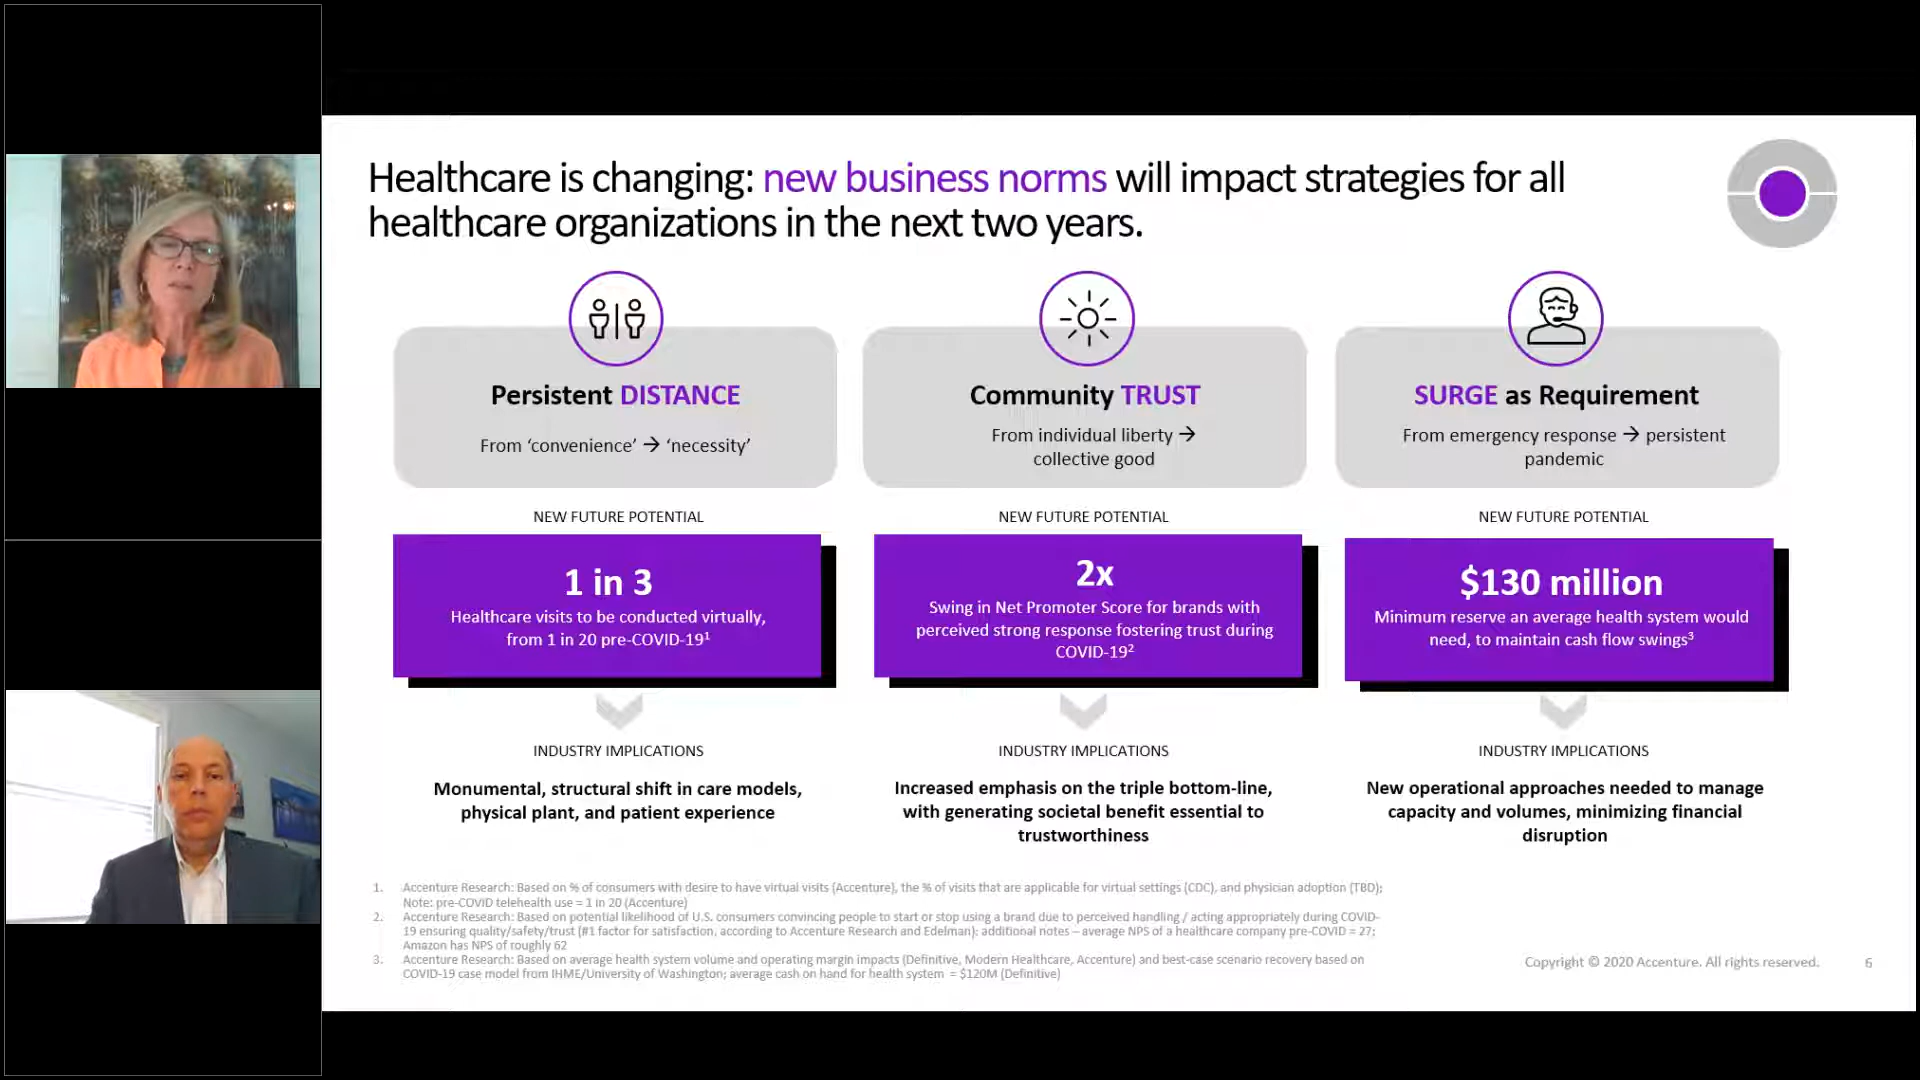 Healthcare is changing: new business norms will impact strategies for all
healthcare organizations in the next two years.
Persistent DISTANCE
From ‘convenience’ → ‘necessity’
NEW FUTURE POTENTIAL
1 in 3
Healthcare visits to be conducted virtually,
from 1 in 20 pre-COVID-19¹
INDUSTRY IMPLICATIONS
Monumental, structural shift in care models,
physical plant, and patient experience
Community TRUST
From individual liberty →
collective good
NEW FUTURE POTENTIAL
2x
Swing in Net Promoter Score for brands with
perceived strong response fostering trust during
COVID-19²
INDUSTRY IMPLICATIONS
Increased emphasis on the triple bottom-line,
with generating societal benefit essential to
trustworthiness
SURGE as Requirement
From emergency response → persistent
pandemic
NEW FUTURE POTENTIAL
$130 million
Minimum reserve an average health system would
need, to maintain cash flow swings³
INDUSTRY IMPLICATIONS
New operational approaches needed to manage
capacity and volumes, minimizing financial
disruption
1. Accenture Research: Based on % of consumers with desire to have virtual visits (Accenture), the % of visits that are applicable for virtual settings (CDC), and physician adoption (TBD);
Note: pre-COVID telehealth use = 1 in 20 (Accenture)
2. Accenture Research: Based on potential likelihood of U.S. consumers convincing people to start or stop using a brand due to perceived handling / acting appropriately during COVID-
19 ensuring quality/safety/trust (#1 factor for satisfaction, according to Accenture Research and Edelman); additional notes – average NPS of a healthcare company pre-COVID = 27;
Amazon has NPS of roughly 62
3. Accenture Research: Based on average health system volume and operating margin impacts (Definitive, Modern Healthcare, Accenture) and best-case scenario recovery based on
COVID-19 case model from IHME/University of Washington; average cash on hand for health system = $120M (Definitive)
Copyright © 2020 Accenture. All rights reserved.
6